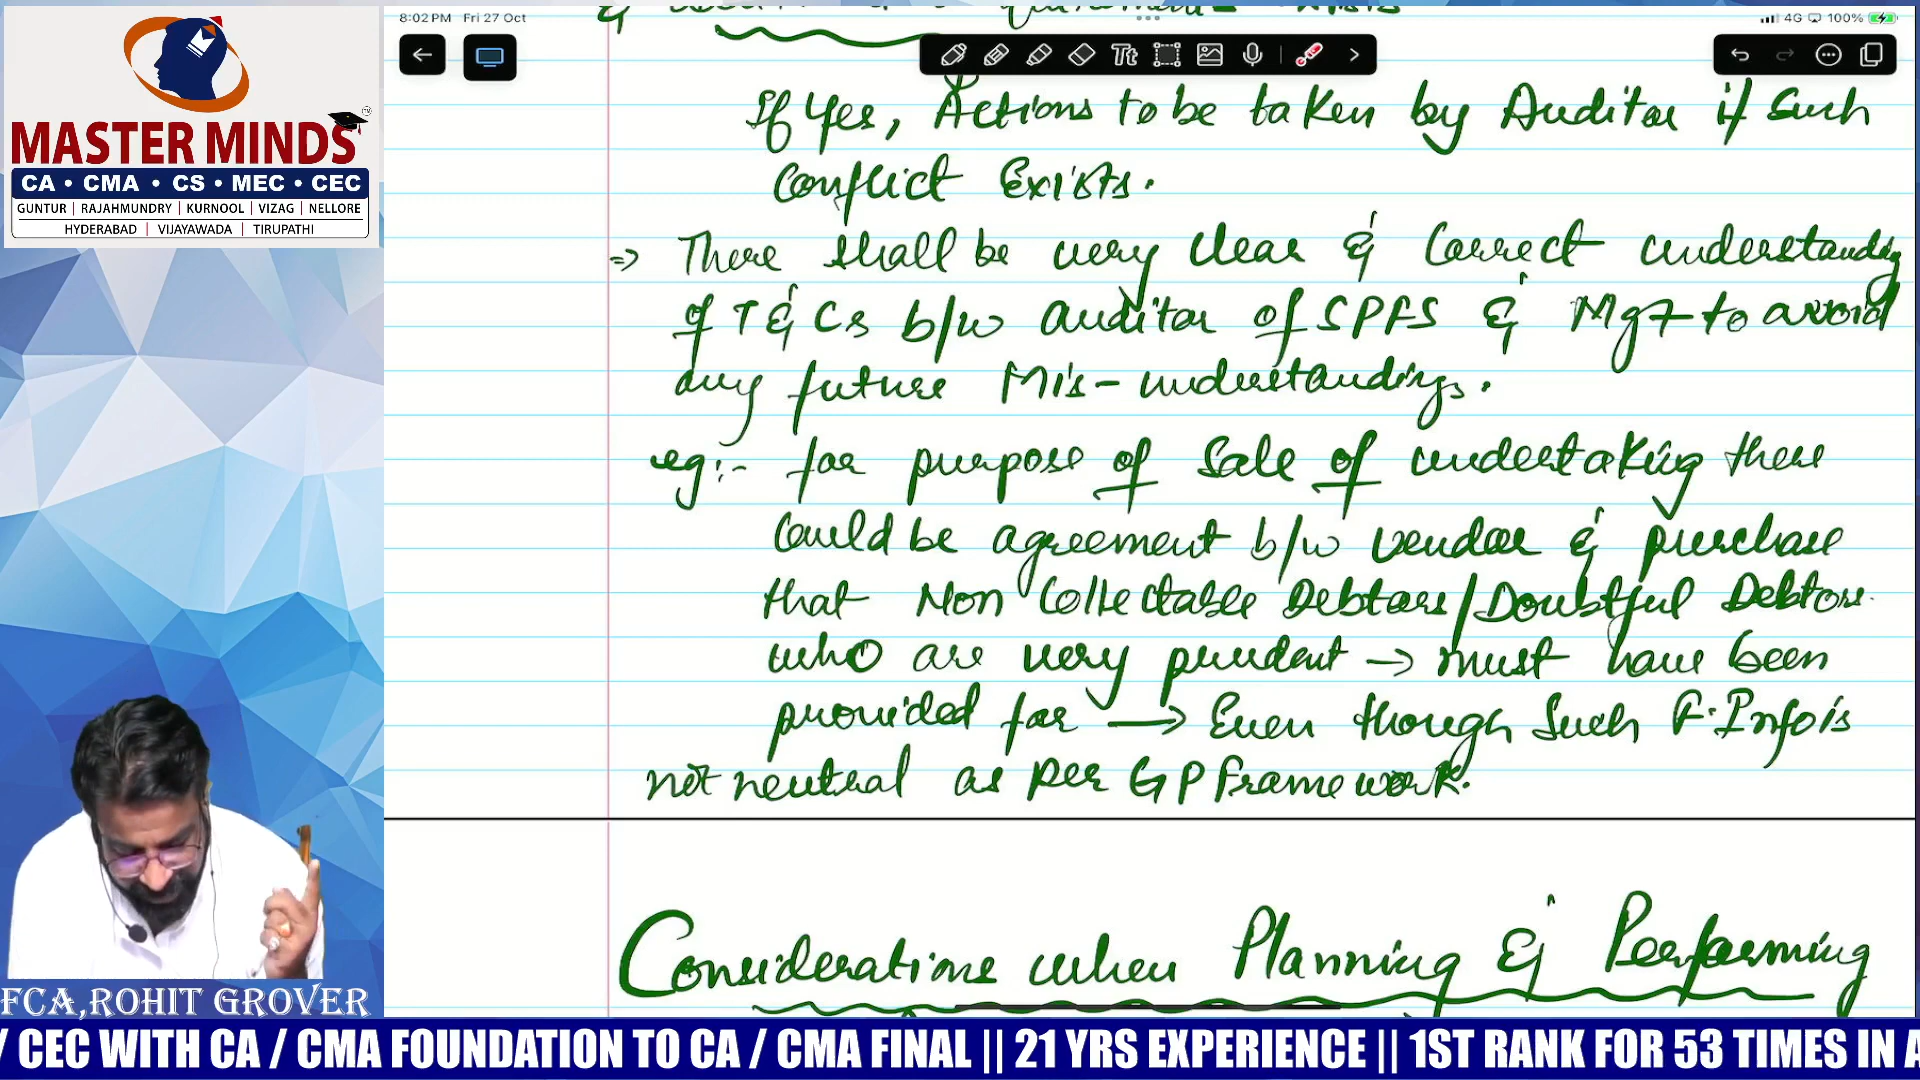 8:02 PM Fri 27 Oct
4G 100%
Tt
If Yes, Actions to be taken by Auditor if such
Conflict Exists.
⇒ There shall be very clear & Correct understanding
of T & Cs b/w auditor of SPFS & Mgt to avoid
any future Mis-understandings.
eg:- for purpose of Sale of undertaking there
could be agreement b/w vendor & purchase
that Non Collectable Debtors/Doubtful Debtors
who are very prudent → must have been
provided for → Even though such F. Info is
not neutral as per GP Framework.
Considerations when Planning & Performing
MASTER MINDS
CA • CMA • CS • MEC • CEC
GUNTUR | RAJAHMUNDRY | KURNOOL | VIZAG | NELLORE
HYDERABAD | VIJAYAWADA | TIRUPATHI
FCA,ROHIT GROVER
/ CEC WITH CA / CMA FOUNDATION TO CA / CMA FINAL || 21 YRS EXPERIENCE || 1ST RANK FOR 53 TIMES IN A